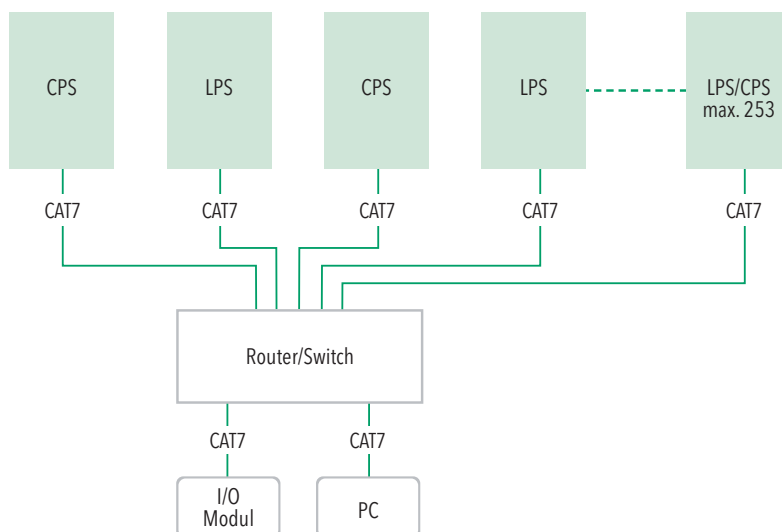 CPS
LPS
CPS
LPS
LPS/CPS
max. 253
CAT7
CAT7
CAT7
CAT7
CAT7
Router/Switch
CAT7
CAT7
I/O
Modul
PC